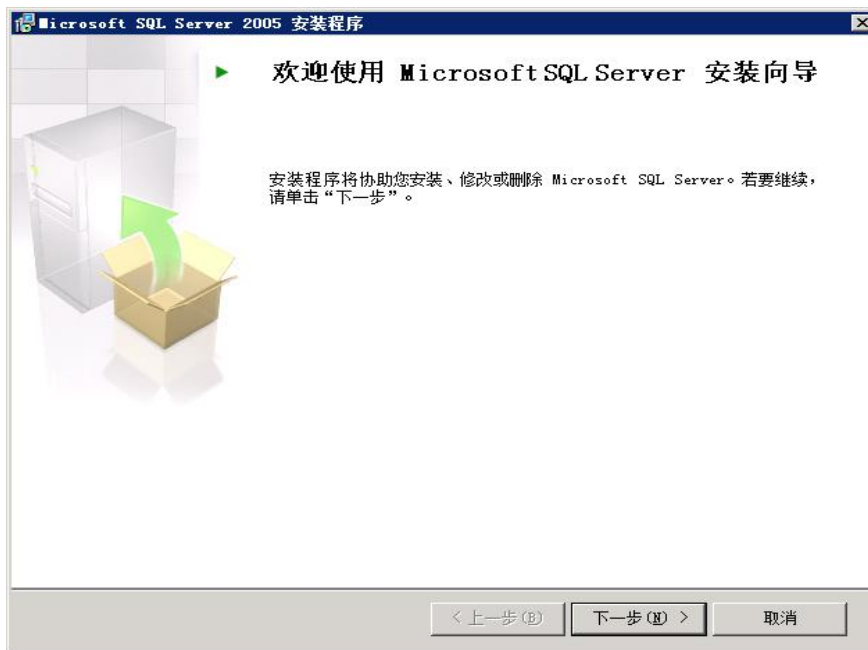 Microsoft SQL Server 2005 安装程序
欢迎使用 Microsoft SQL Server 安装向导
安装程序将协助您安装、修改或删除 Microsoft SQL Server。若要继续，
请单击“下一步”。
< 上一步(B)
下一步(N) >
取消